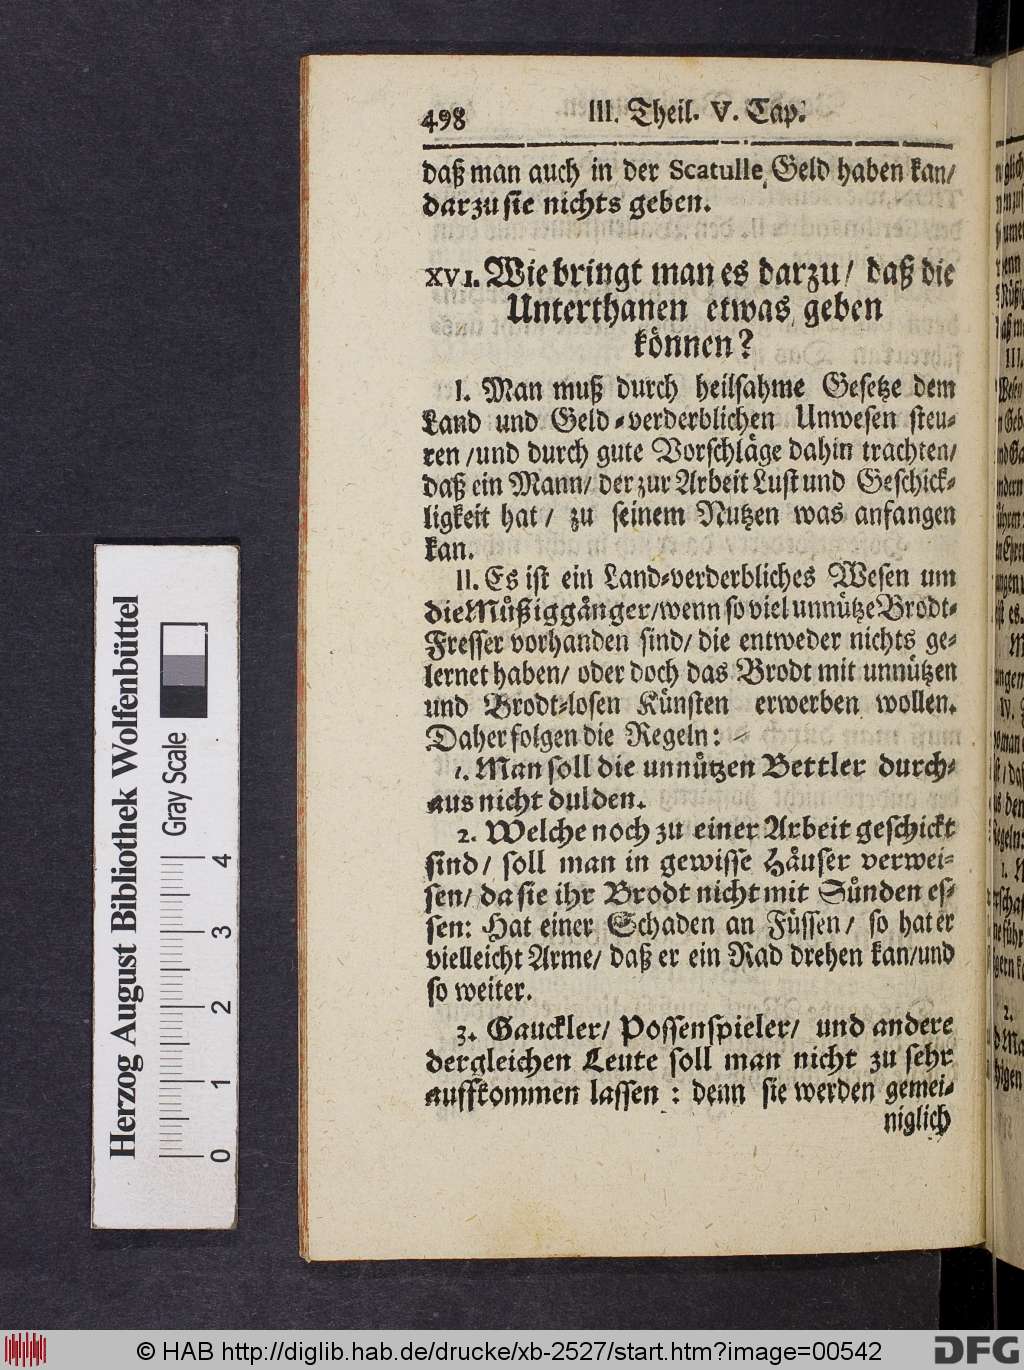 498 III. Theil. V. Cap.
daß man auch in der Scatulle Geld haben kan/
darzu sie nichts geben.
XVI. Wie bringt man es darzu/ daß die
Unterthanen etwas geben
können?
I. Man muß durch heilsahme Gesetze dem
Land und Geld-verderblichen Unwesen steu-
ren/und durch gute Vorschläge dahin trachten/
daß ein Mann/ der zur Arbeit Lust und Geschick-
ligkeit hat/ zu seinem Nutzen was anfangen
kan.
II. Es ist ein Land-verderbliches Wesen um
die Müßiggänger/wenn so viel unnütze Brodt-
Fresser vorhanden sind/ die entweder nichts ge-
lernet haben/ oder doch das Brodt mit unnützen
und Brodt-losen Künsten erwerben wollen.
Daher folgen die Regeln:
1. Man soll die unnützen Bettler durch-
aus nicht dulden.
2. Welche noch zu einer Arbeit geschickt
sind/ soll man in gewisse Häuser verwei-
sen/ da sie ihr Brodt nicht mit Sünden es-
sen: Hat einer Schaden an Füssen/ so hat er
vielleicht Arme/ daß er ein Rad drehen kan/und
so weiter.
3. Gauckler/ Possenspieler/ und andere
dergleichen Leute soll man nicht zu sehr
auffkommen lassen: denn sie werden gemei-
niglich
Herzog August Bibliothek Wolfenbüttel
Gray Scale
0 1 2 3 4
© HAB http://diglib.hab.de/drucke/xb-2527/start.htm?image=00542
DFG